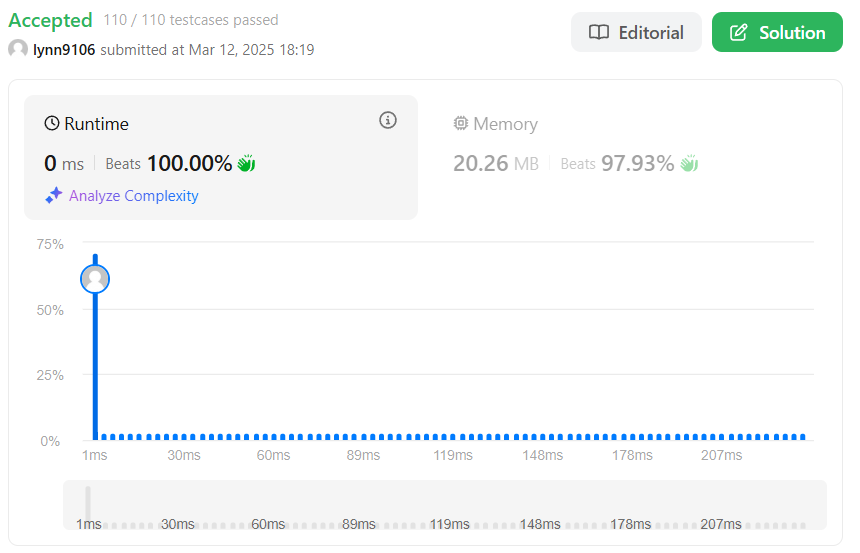 Accepted 110 / 110 testcases passed
lynn9106 submitted at Mar 12, 2025 18:19
Editorial
Solution
Runtime
0 ms Beats 100.00%
Analyze Complexity
Memory
20.26 MB Beats 97.93%
75%
50%
25%
0%
1ms 30ms 60ms 89ms 119ms 148ms 178ms 207ms
1ms 30ms 60ms 89ms 119ms 148ms 178ms 207ms